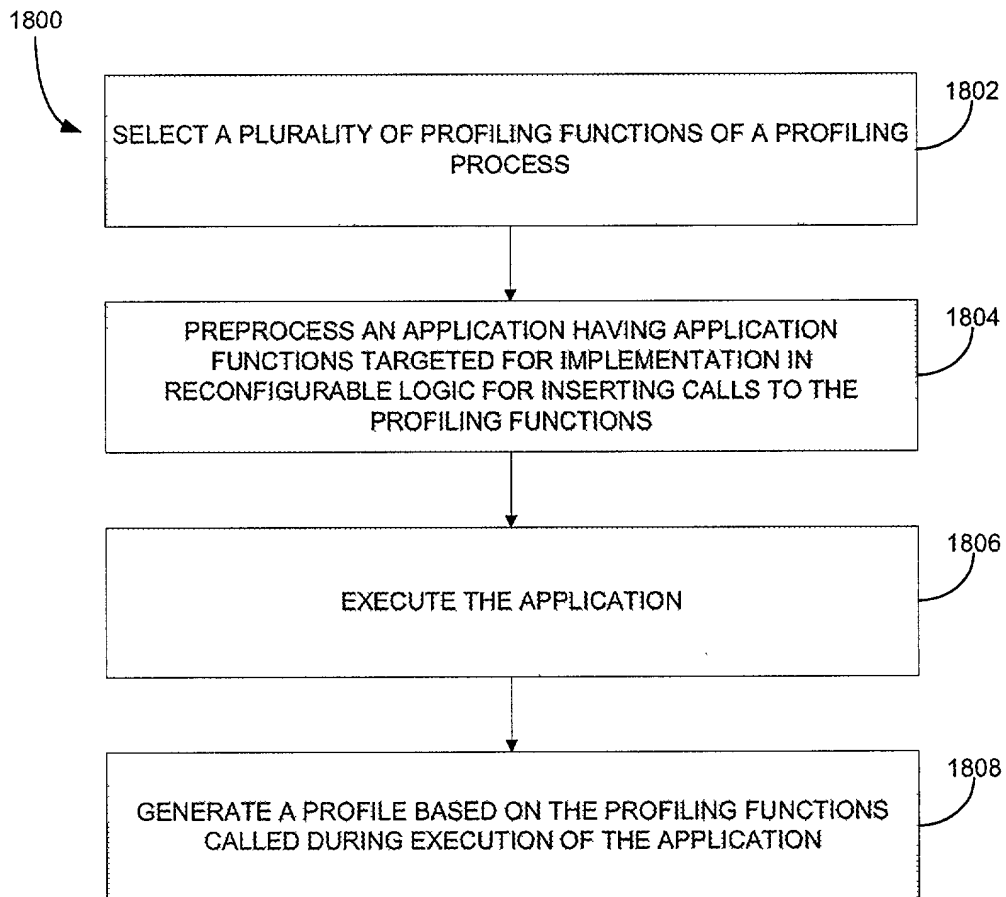 1800
1802
SELECT A PLURALITY OF PROFILING FUNCTIONS OF A PROFILING
PROCESS
1804
PREPROCESS AN APPLICATION HAVING APPLICATION
FUNCTIONS TARGETED FOR IMPLEMENTATION IN
RECONFIGURABLE LOGIC FOR INSERTING CALLS TO THE
PROFILING FUNCTIONS
1806
EXECUTE THE APPLICATION
1808
GENERATE A PROFILE BASED ON THE PROFILING FUNCTIONS
CALLED DURING EXECUTION OF THE APPLICATION